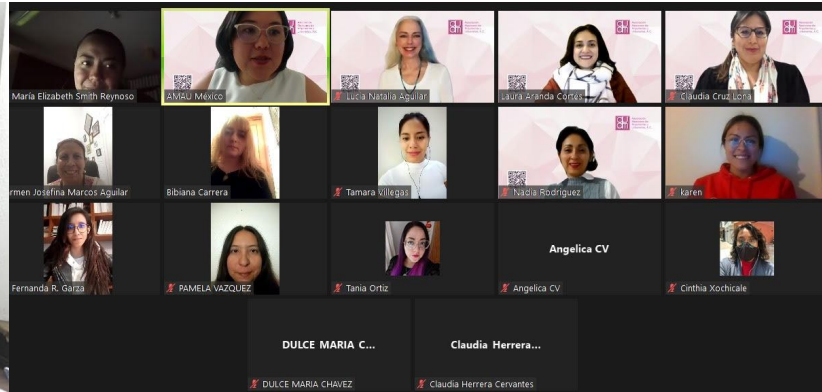 María Elizabeth Smith Reynoso
AMAU México
Lucía Natalia Aguilar
Laura Aranda Cortés
Claudia Cruz Lona
rmen Josefina Marcos Aguilar
Bibiana Carrera
Tamara Villegas
Nadia Rodriguez
karen
Fernanda R. Garza
PAMELA VAZQUEZ
Tania Ortiz
Angelica CV
Angelica CV
Cinthia Xochicale
DULCE MARIA C...
Claudia Herrera...
DULCE MARIA CHAVEZ
Claudia Herrera Cervantes